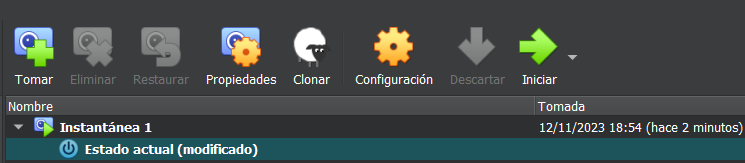 Tomar Eliminar Restaurar Propiedades Clonar Configuración Descartar Iniciar
Nombre Tomada
Instantánea 1 12/11/2023 18:54 (hace 2 minutos)
Estado actual (modificado)